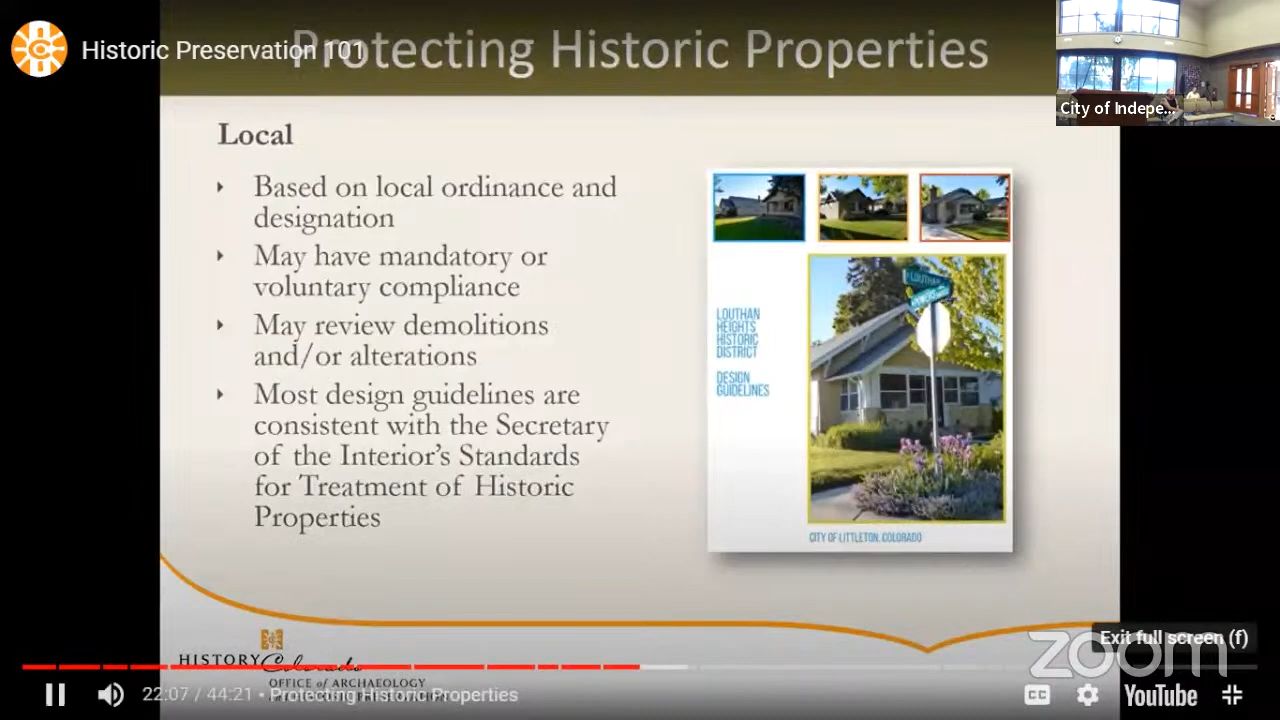 Historic Preservation 101
Protecting Historic Properties
City of Indepe...
Local
Based on local ordinance and
designation
May have mandatory or
voluntary compliance
May review demolitions
and/or alterations
Most design guidelines are
consistent with the Secretary
of the Interior's Standards
for Treatment of Historic
Properties
LOUTHAN
HEIGHTS
HISTORIC
DISTRICT
DESIGN
GUIDELINES
LOUTHAN
CITY OF LITTLETON, COLORADO
HISTORY Colorado
OFFICE of ARCHAEOLOGY
Exit full screen (f)
zoom
22:07 / 44:21 • Protecting Historic Properties
CC
YouTube